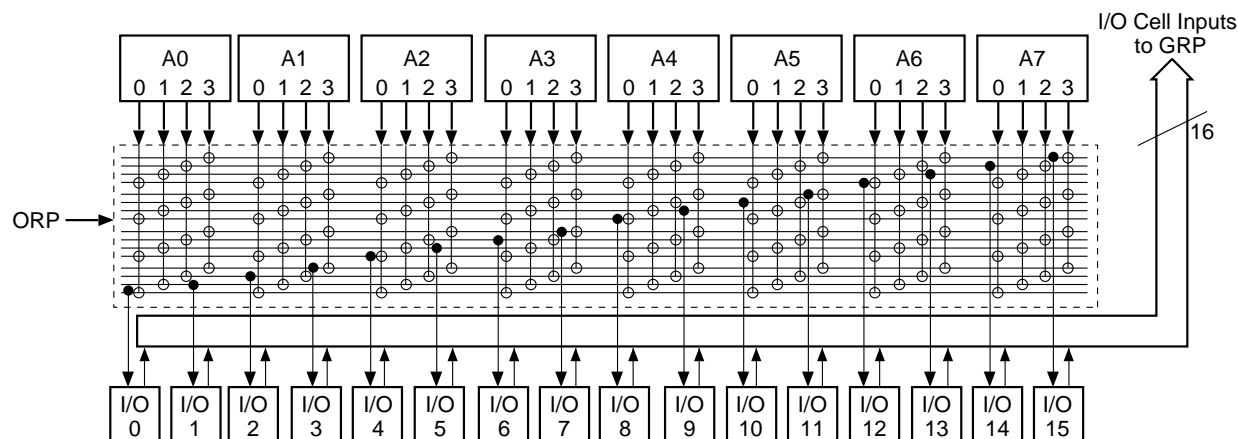 I/O Cell Inputs
to GRP
A0 A1 A2 A3 A4 A5 A6 A7
0 1 2 3 0 1 2 3 0 1 2 3 0 1 2 3 0 1 2 3 0 1 2 3 0 1 2 3 0 1 2 3
16
ORP
I/O I/O I/O I/O I/O I/O I/O I/O I/O I/O I/O I/O I/O I/O I/O I/O
0 1 2 3 4 5 6 7 8 9 10 11 12 13 14 15